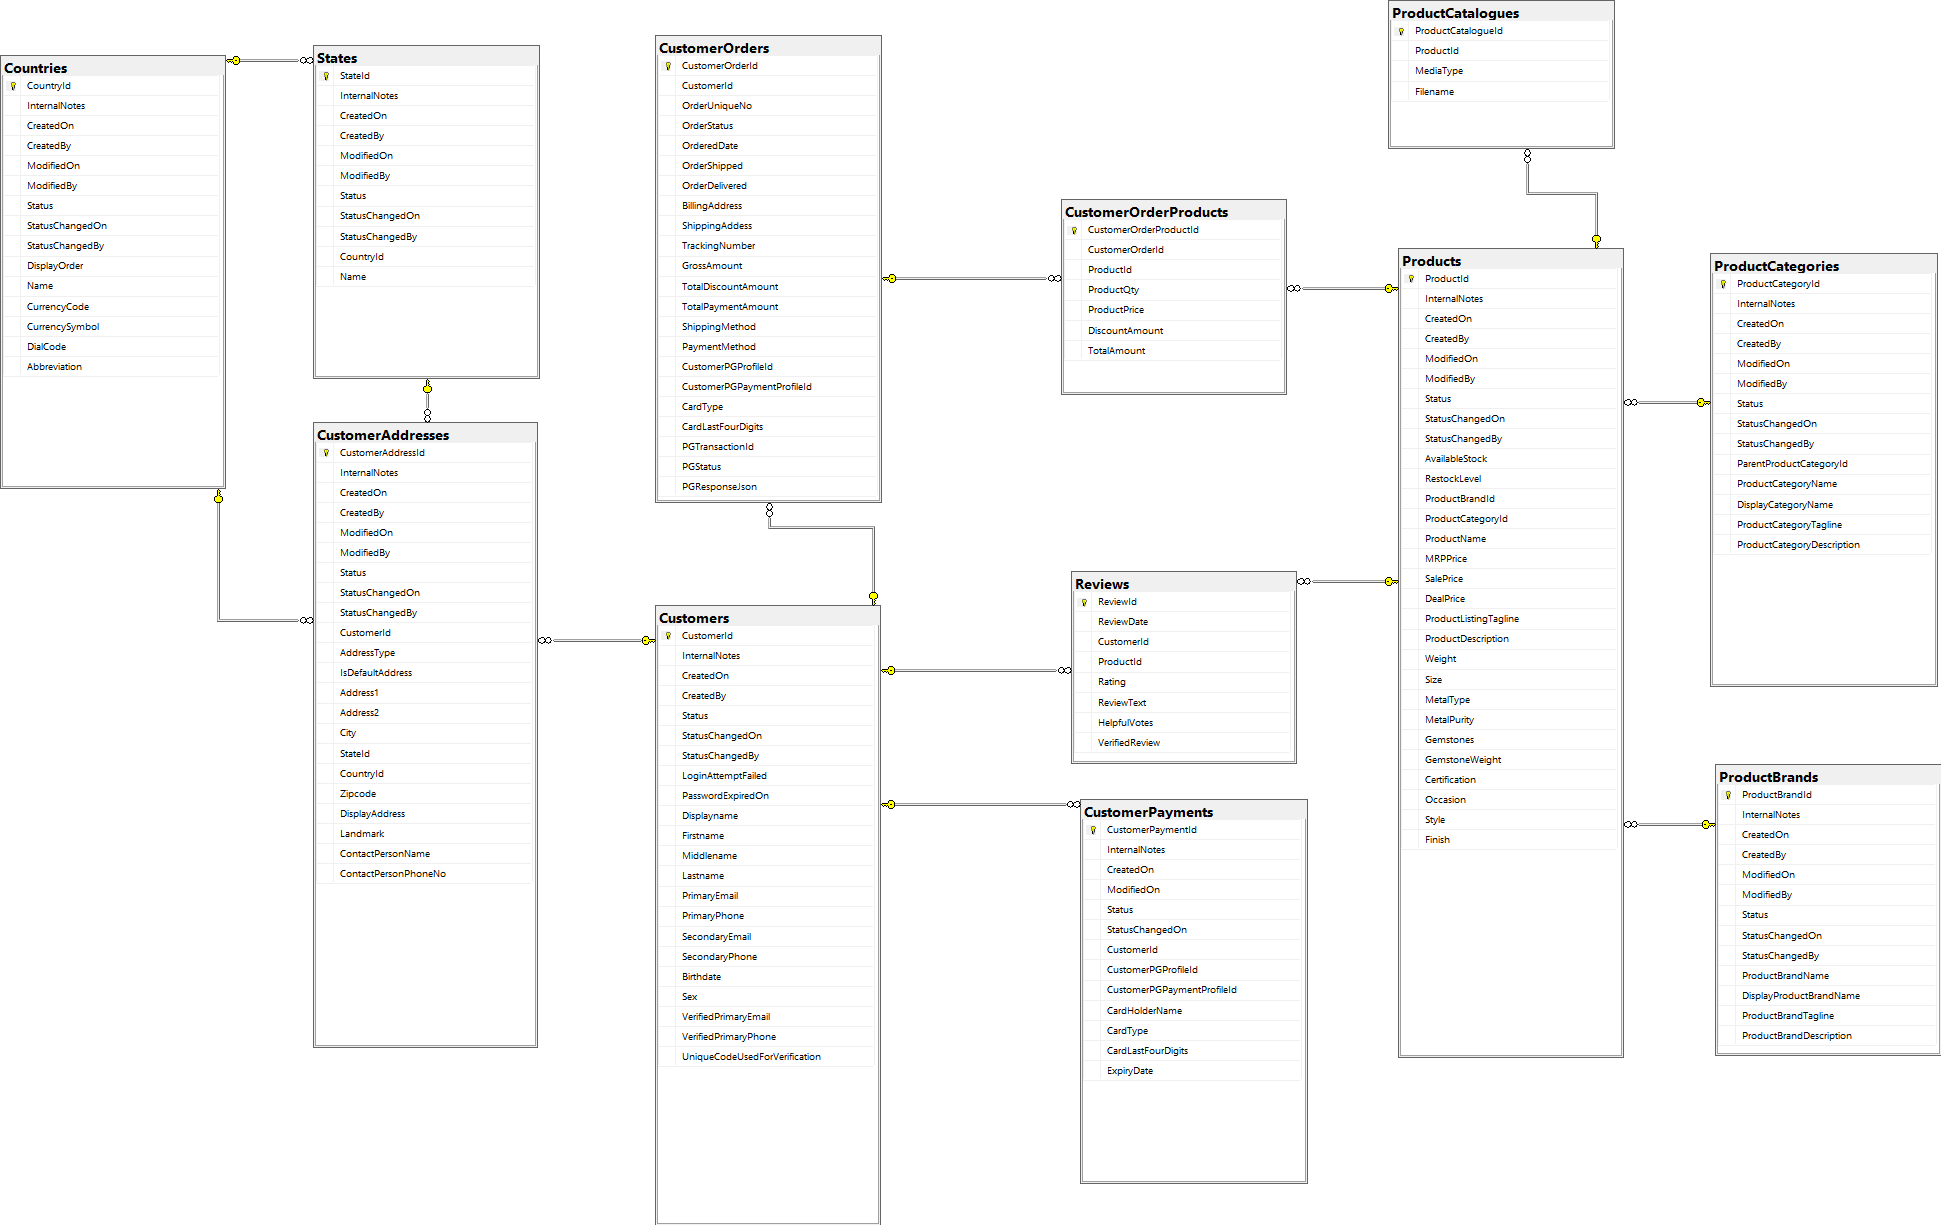 Countries
CountryId
InternalNotes
CreatedOn
CreatedBy
ModifiedOn
ModifiedBy
Status
StatusChangedOn
StatusChangedBy
DisplayOrder
Name
CurrencyCode
CurrencySymbol
DialCode
Abbreviation
States
StateId
InternalNotes
CreatedOn
CreatedBy
ModifiedOn
ModifiedBy
Status
StatusChangedOn
StatusChangedBy
CountryId
Name
CustomerAddresses
CustomerAddressId
InternalNotes
CreatedOn
CreatedBy
ModifiedOn
ModifiedBy
Status
StatusChangedOn
StatusChangedBy
CustomerId
AddressType
IsDefaultAddress
Address1
Address2
City
StateId
CountryId
Zipcode
DisplayAddress
Landmark
ContactPersonName
ContactPersonPhoneNo
CustomerOrders
CustomerOrderId
CustomerId
OrderUniqueNo
OrderStatus
OrderedDate
OrderShipped
OrderDelivered
BillingAddress
ShippingAddess
TrackingNumber
GrossAmount
TotalDiscountAmount
TotalPaymentAmount
ShippingMethod
PaymentMethod
CustomerPGProfileId
CustomerPGPaymentProfileId
CardType
CardLastFourDigits
PGTransactionId
PGStatus
PGResponseJson
Customers
CustomerId
InternalNotes
CreatedOn
CreatedBy
Status
StatusChangedOn
StatusChangedBy
LoginAttemptFailed
PasswordExpiredOn
Displayname
Firstname
Middlename
Lastname
PrimaryEmail
PrimaryPhone
SecondaryEmail
SecondaryPhone
Birthdate
Sex
VerifiedPrimaryEmail
VerifiedPrimaryPhone
UniqueCodeUsedForVerification
CustomerOrderProducts
CustomerOrderProductId
CustomerOrderId
ProductId
ProductQty
ProductPrice
DiscountAmount
TotalAmount
Reviews
ReviewId
ReviewDate
CustomerId
ProductId
Rating
ReviewText
HelpfulVotes
VerifiedReview
CustomerPayments
CustomerPaymentId
InternalNotes
CreatedOn
ModifiedOn
Status
StatusChangedOn
CustomerId
CustomerPGProfileId
CustomerPGPaymentProfileId
CardHolderName
CardType
CardLastFourDigits
ExpiryDate
ProductCatalogues
ProductCatalogueId
ProductId
MediaType
Filename
Products
ProductId
InternalNotes
CreatedOn
CreatedBy
ModifiedOn
ModifiedBy
Status
StatusChangedOn
StatusChangedBy
AvailableStock
RestockLevel
ProductBrandId
ProductCategoryId
ProductName
MRPPrice
SalePrice
DealPrice
ProductListingTagline
ProductDescription
Weight
Size
MetalType
MetalPurity
Gemstones
GemstoneWeight
Certification
Occasion
Style
Finish
ProductCategories
ProductCategoryId
InternalNotes
CreatedOn
CreatedBy
ModifiedOn
ModifiedBy
Status
StatusChangedOn
StatusChangedBy
ParentProductCategoryId
ProductCategoryName
DisplayCategoryName
ProductCategoryTagline
ProductCategoryDescription
ProductBrands
ProductBrandId
InternalNotes
CreatedOn
CreatedBy
ModifiedOn
ModifiedBy
Status
StatusChangedOn
StatusChangedBy
ProductBrandName
DisplayProductBrandName
ProductBrandTagline
ProductBrandDescription